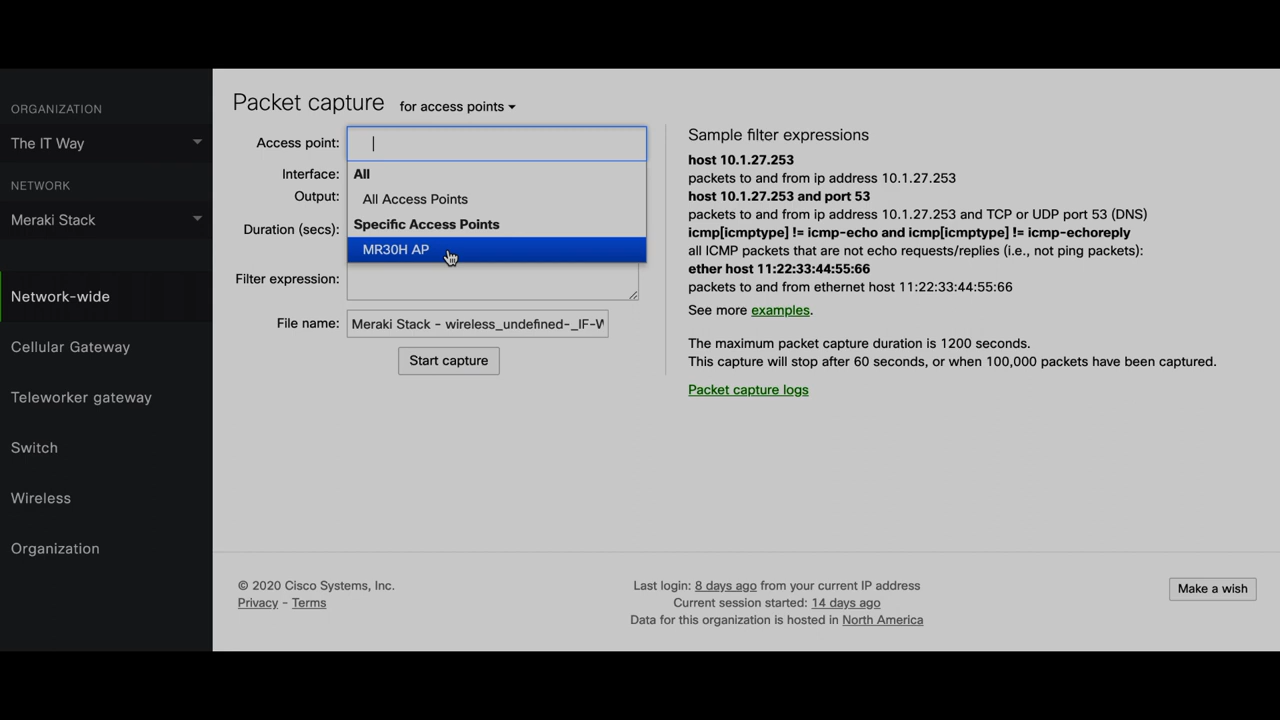 ORGANIZATION
The IT Way
NETWORK
Meraki Stack
Network-wide
Cellular Gateway
Teleworker gateway
Switch
Wireless
Organization
Packet capture for access points
Access point:
Interface:
Output:
Duration (secs):
Filter expression:
File name:
All
All Access Points
Specific Access Points
MR30H AP
Meraki Stack - wireless_undefined-_IF-W
Start capture
Sample filter expressions
host 10.1.27.253
packets to and from ip address 10.1.27.253
host 10.1.27.253 and port 53
packets to and from ip address 10.1.27.253 and TCP or UDP port 53 (DNS)
icmp[icmptype] != icmp-echo and icmp[icmptype] != icmp-echoreply
all ICMP packets that are not echo requests/replies (i.e., not ping packets):
ether host 11:22:33:44:55:66
packets to and from ethernet host 11:22:33:44:55:66
See more examples.
The maximum packet capture duration is 1200 seconds.
This capture will stop after 60 seconds, or when 100,000 packets have been captured.
Packet capture logs
© 2020 Cisco Systems, Inc.
Privacy - Terms
Last login: 8 days ago from your current IP address
Current session started: 14 days ago
Data for this organization is hosted in North America
Make a wish